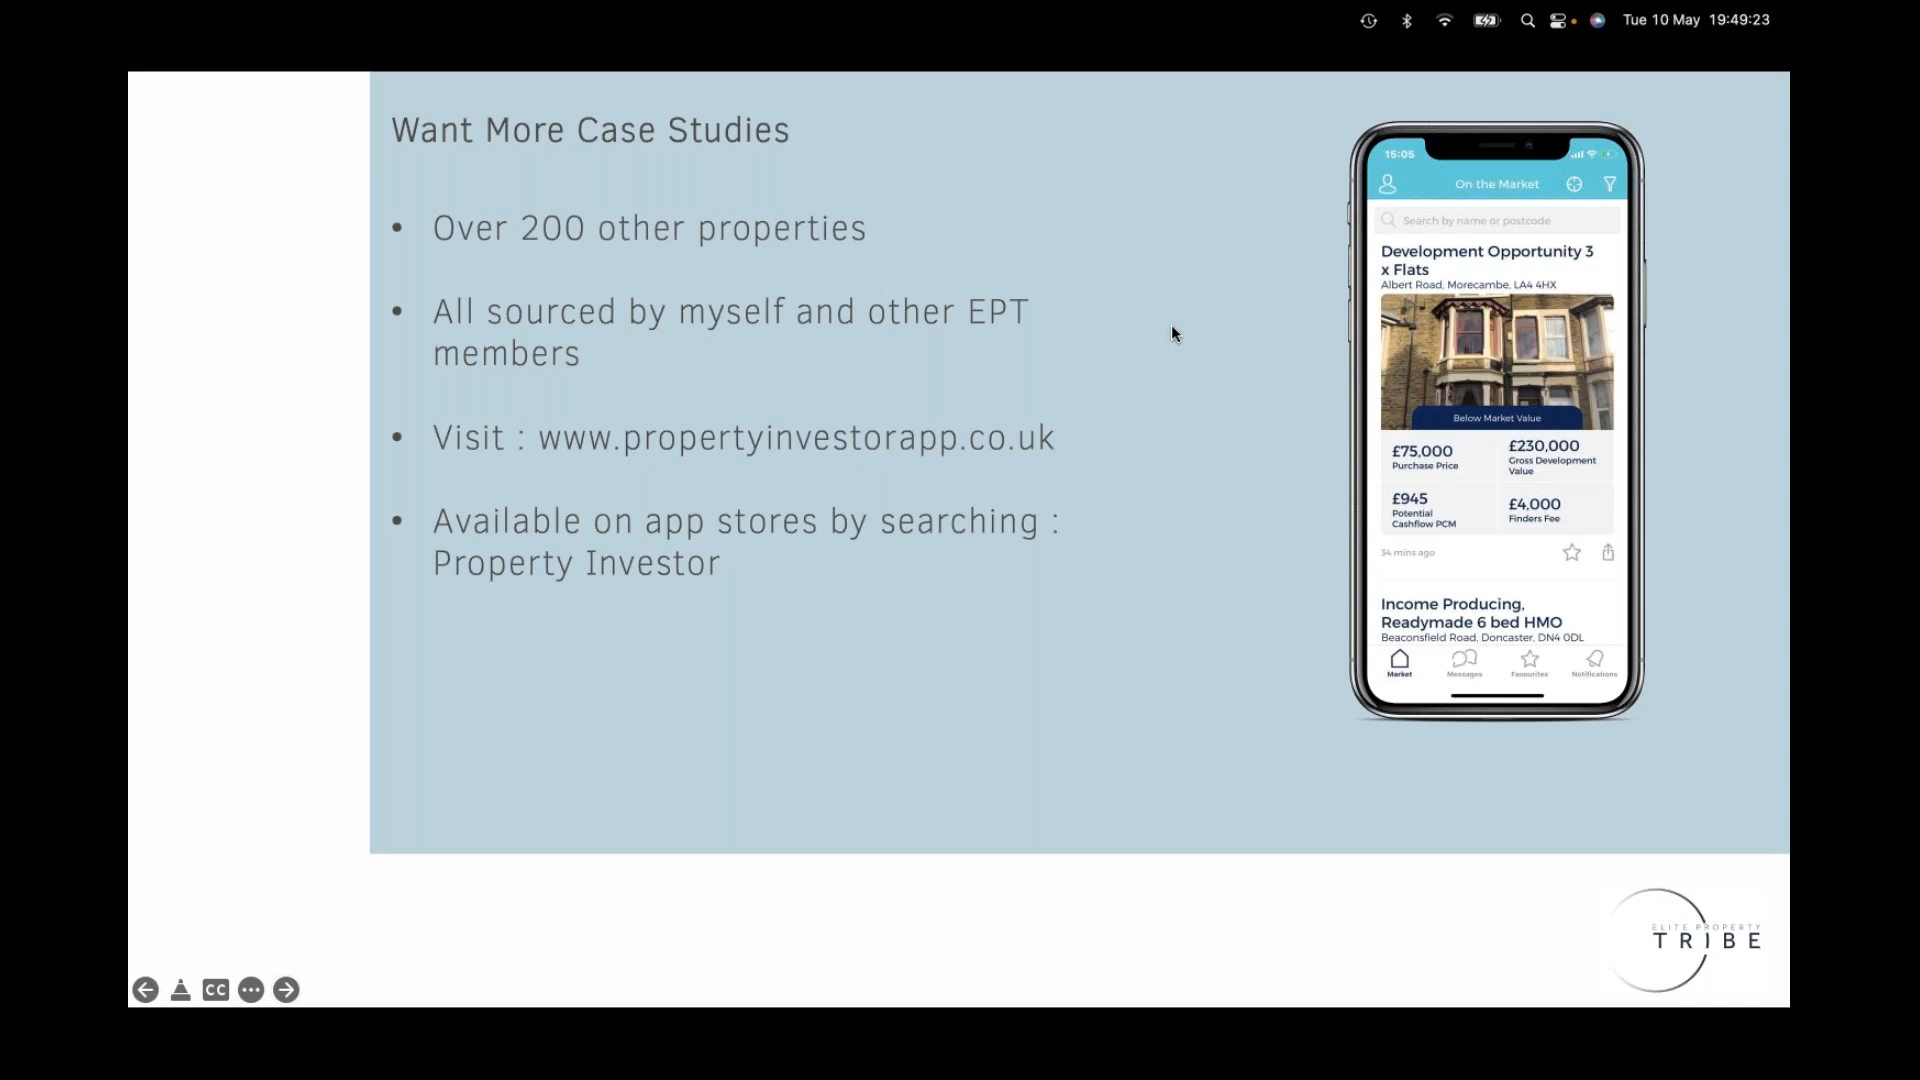 Tue 10 May 19:49:23
Want More Case Studies
• Over 200 other properties
• All sourced by myself and other EPT
members
• Visit : www.propertyinvestorapp.co.uk
• Available on app stores by searching :
Property Investor
15:05
On the Market
Search by name or postcode
Development Opportunity 3
x Flats
Albert Road, Morecambe, LA4 4HX
Below Market Value
£75,000
Purchase Price
£230,000
Gross Development
Value
£945
Potential
Cashflow PCM
£4,000
Finders Fee
34 mins ago
Income Producing,
Readymade 6 bed HMO
Beaconsfield Road, Doncaster, DN4 0DL
Market
Messages
Favourites
Notifications
ELITE PROPERTY
TRIBE
CC